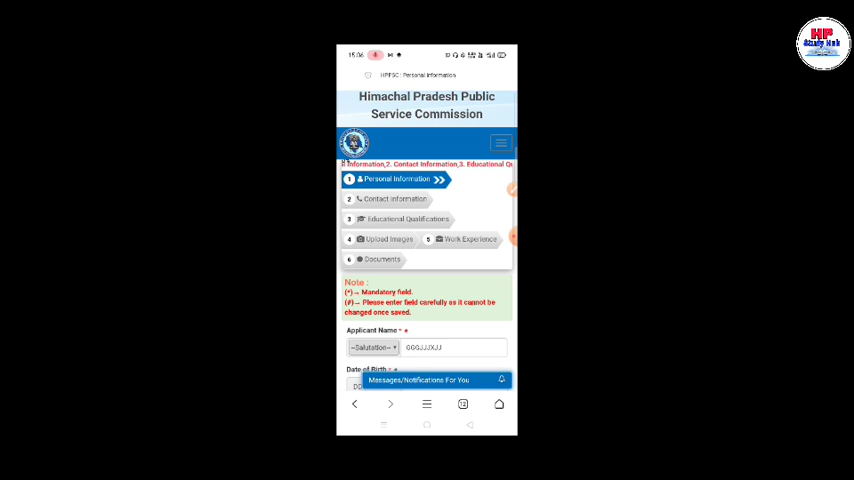 HP
Study Hub
15:06
HPPSC : Personal Information
Himachal Pradesh Public
Service Commission
Information,2. Contact Information,3. Educational Qu
1 Personal Information
2 Contact information
3 Educational Qualifications
4 Upload Images 5 Work Experience
6 Documents
Note :
(*)→ Mandatory field.
(#)→ Please enter field carefully as it cannot be
changed once saved.
Applicant Name * #
--Salutation-- GGGJJJXJJ
Date of Birth * #
DD
Messages/Notifications For You
12